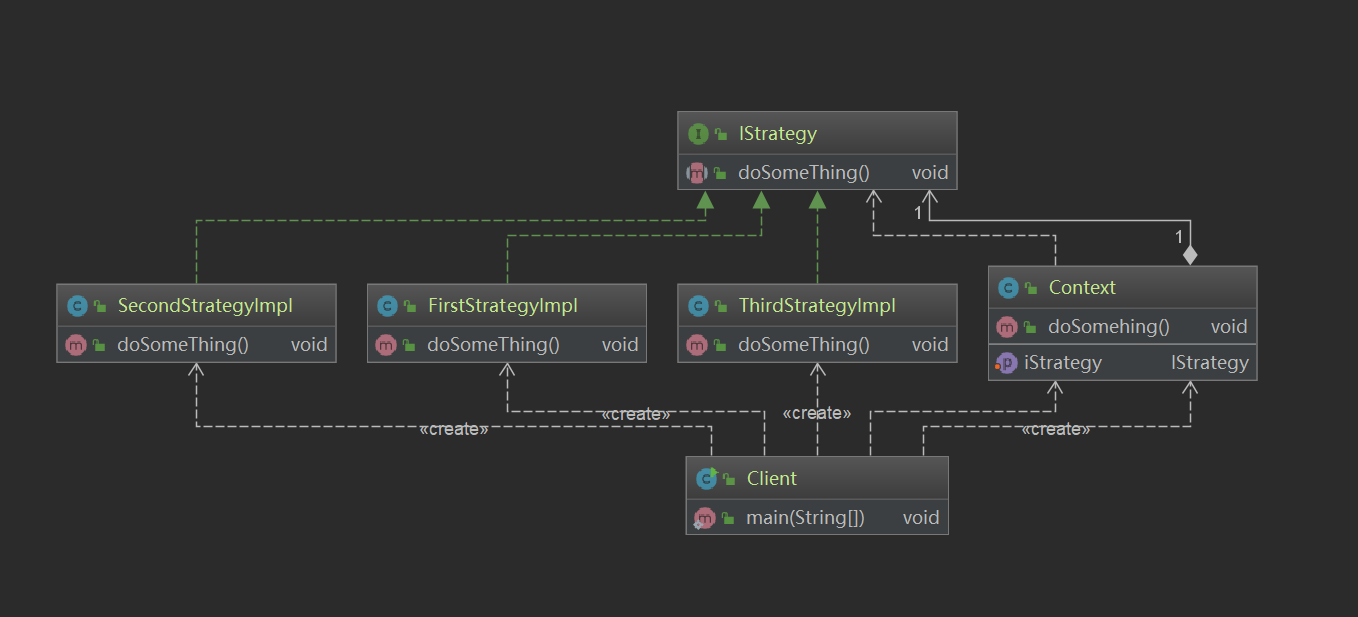 IStrategy
doSomeThing() void
1
1
SecondStrategyImpl
doSomeThing() void
FirstStrategyImpl
doSomeThing() void
ThirdStrategyImpl
doSomeThing() void
Context
doSomehing() void
iStrategy IStrategy
«create»
«create»
«create»
«create»
Client
main(String[]) void